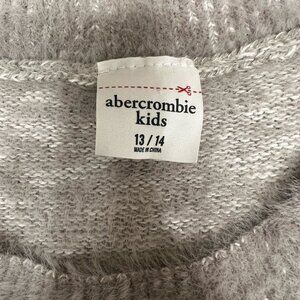 abercrombie
kids
13 / 14
MADE IN CHINA